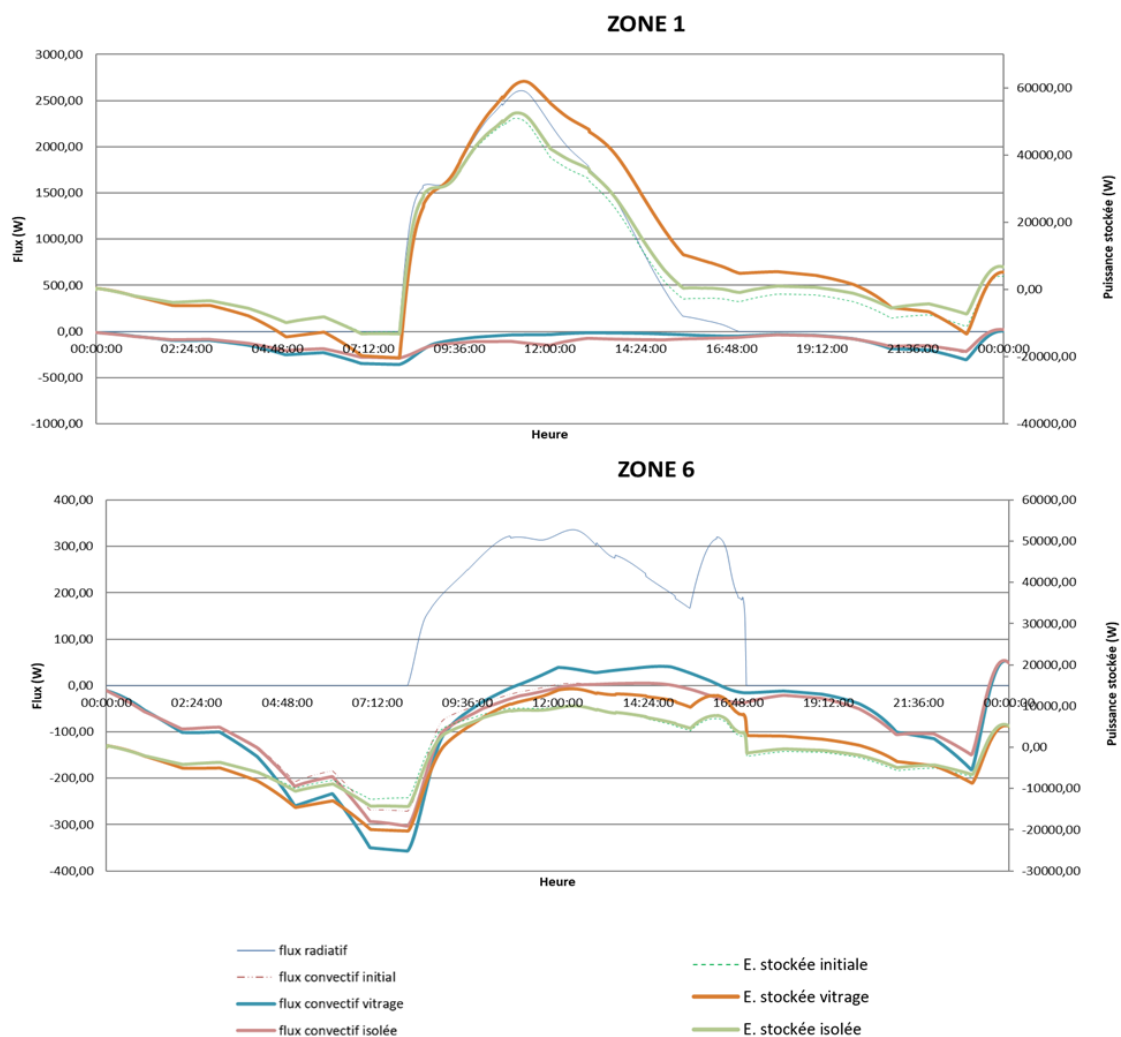 ZONE 1
3000,00
2500,00
2000,00
1500,00
1000,00
500,00
0,00
-500,00
-1000,00
Flux (W)
60000,00
40000,00
20000,00
0,00
-20000,00
-40000,00
Puissance stockée (W)
00:00:00 02:24:00 04:48:00 07:12:00 09:36:00 12:00:00 14:24:00 16:48:00 19:12:00 21:36:00 00:00:00
Heure
ZONE 6
400,00
300,00
200,00
100,00
0,00
-100,00
-200,00
-300,00
-400,00
Flux (W)
60000,00
50000,00
40000,00
30000,00
20000,00
10000,00
0,00
-10000,00
-20000,00
-30000,00
Puissance stockée (W)
00:00:00 02:24:00 04:48:00 07:12:00 09:36:00 12:00:00 14:24:00 16:48:00 19:12:00 21:36:00 00:00:00
Heure
flux radiatif
flux convectif initial
flux convectif vitrage
flux convectif isolée
E. stockée initiale
E. stockée vitrage
E. stockée isolée